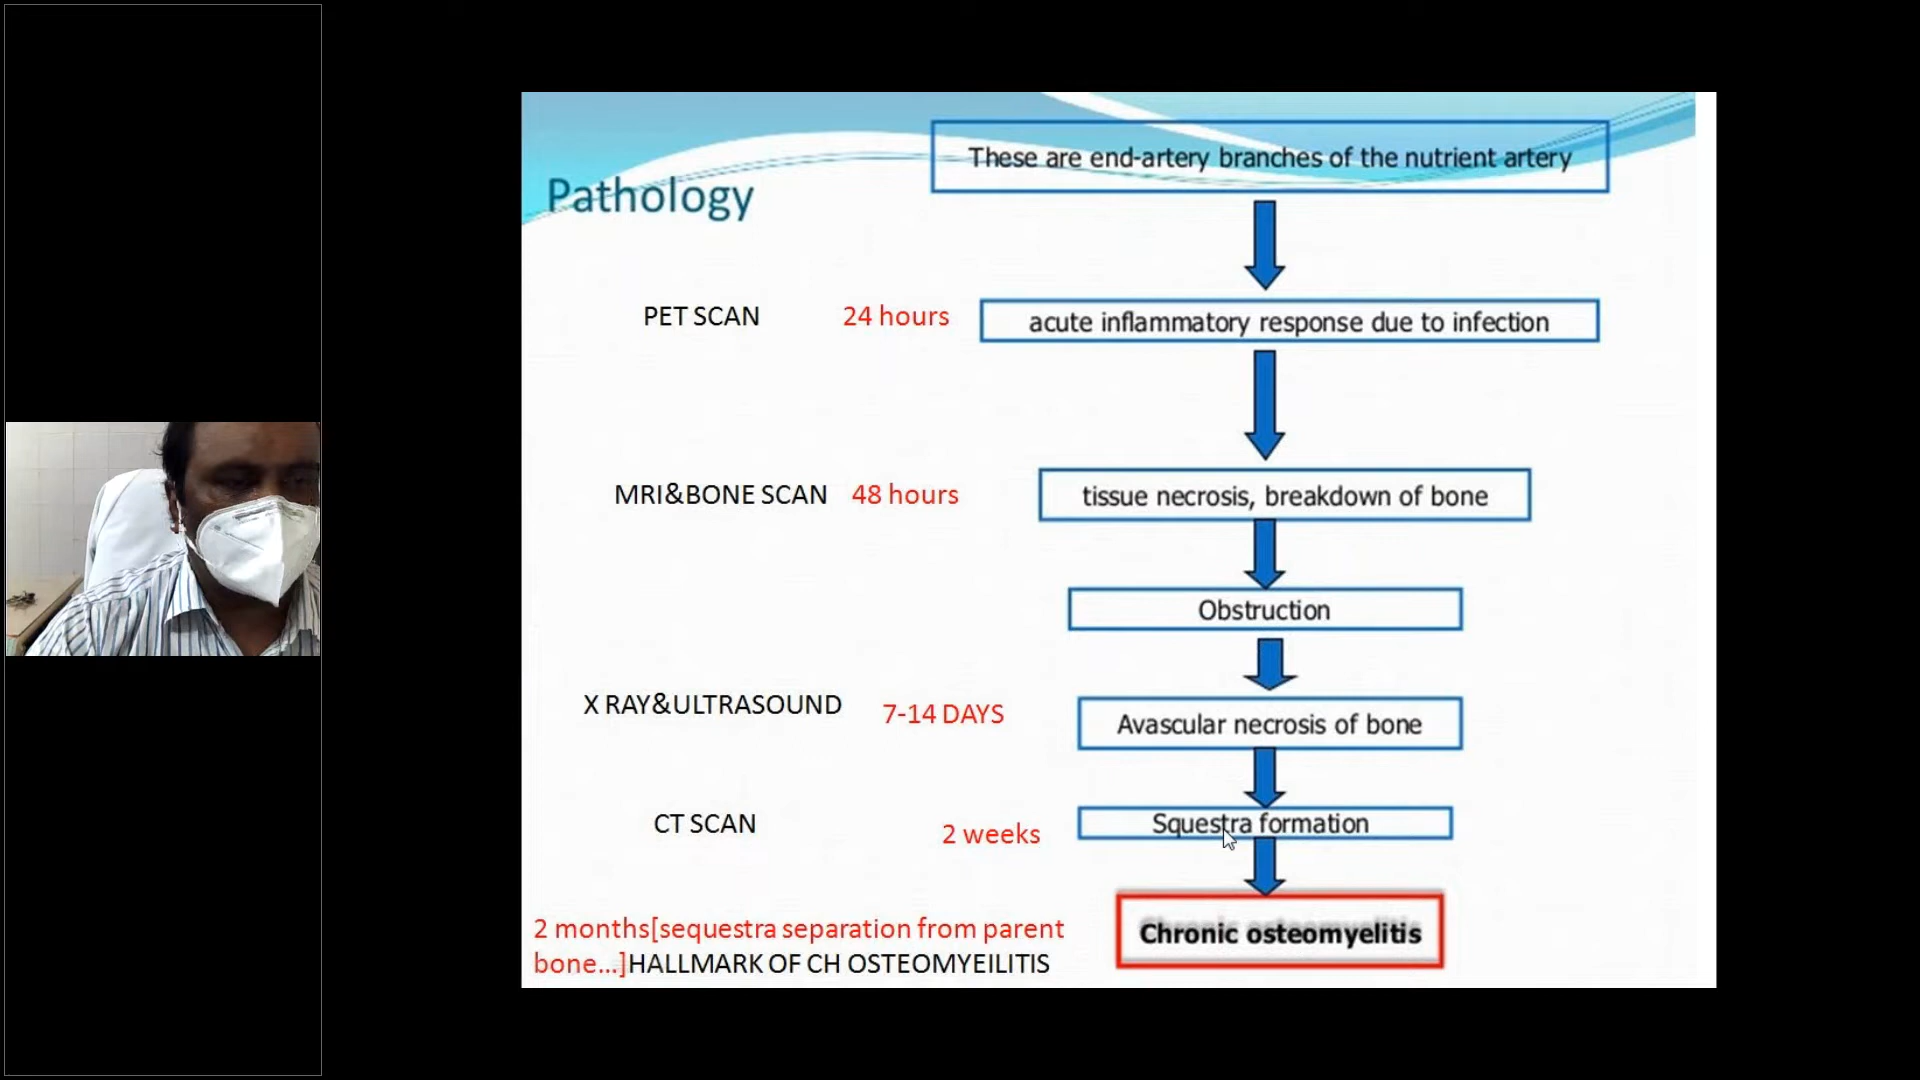 Pathology
These are end-artery branches of the nutrient artery
PET SCAN 24 hours acute inflammatory response due to infection
MRI&BONE SCAN 48 hours tissue necrosis, breakdown of bone
Obstruction
X RAY&ULTRASOUND 7-14 DAYS Avascular necrosis of bone
CT SCAN 2 weeks Squestra formation
2 months[sequestra separation from parent
bone...]HALLMARK OF CH OSTEOMYEILITIS
Chronic osteomyelitis